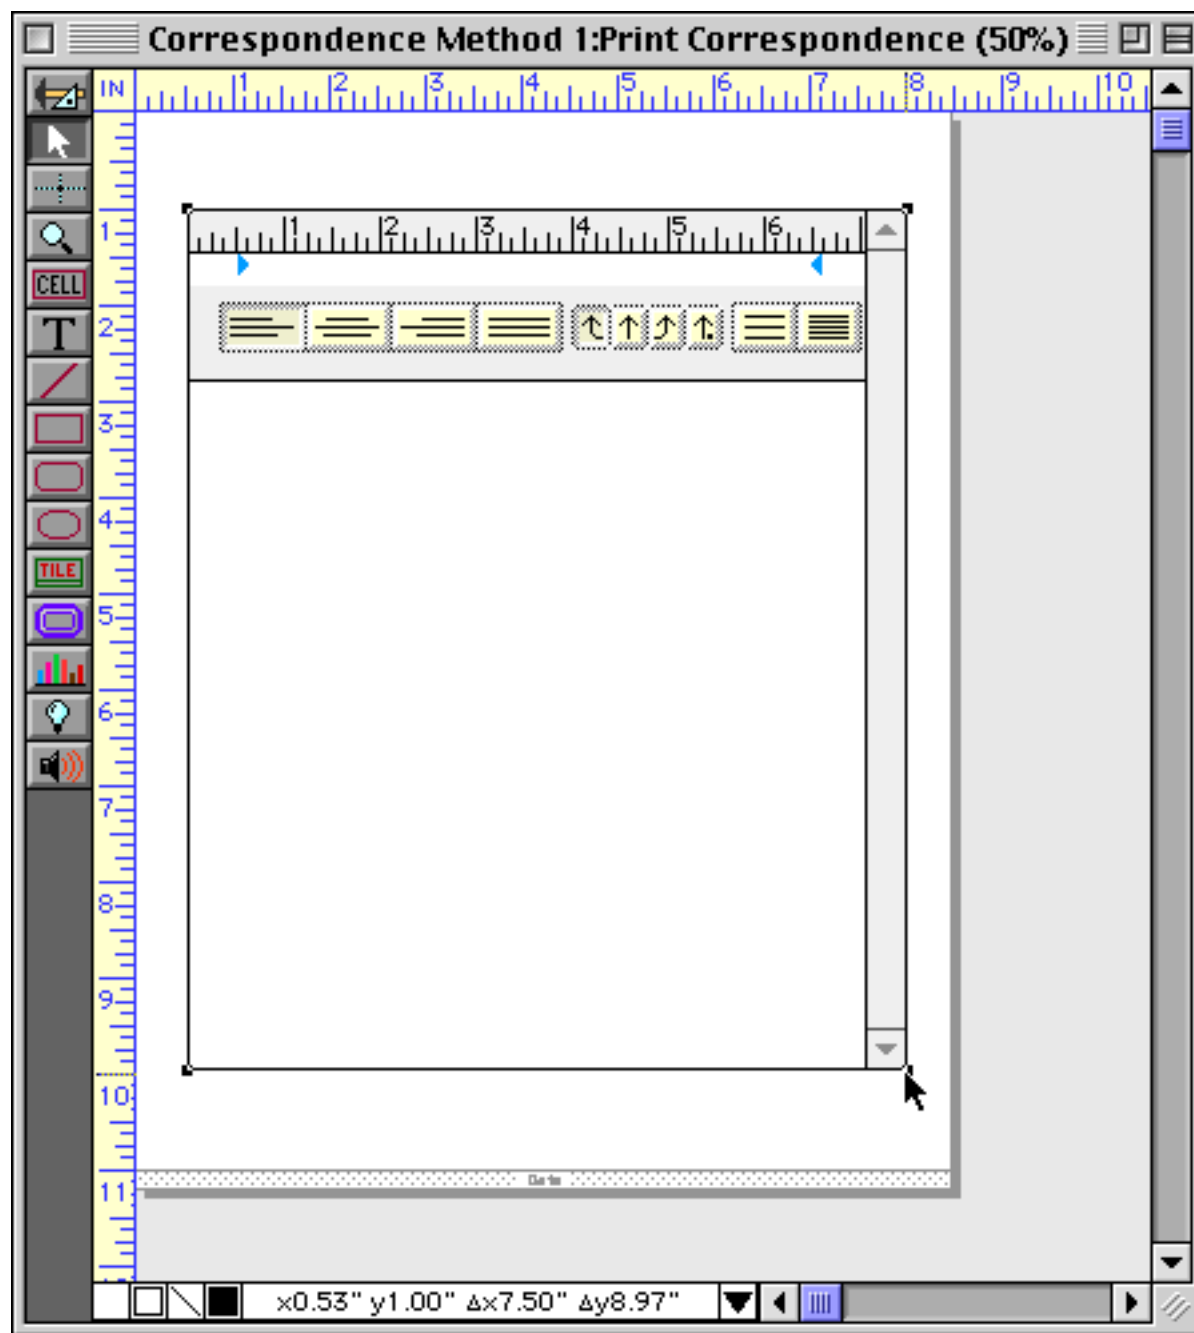 Correspondence Method 1:Print Correspondence (50%)
IN 1 2 3 4 5 6 7 8 9 10
1 2 3 4 5 6
CELL
T
TILE
1
2
3
4
5
6
7
8
9
10
11
Data
x0.53" y1.00" Δx7.50" Δy8.97"